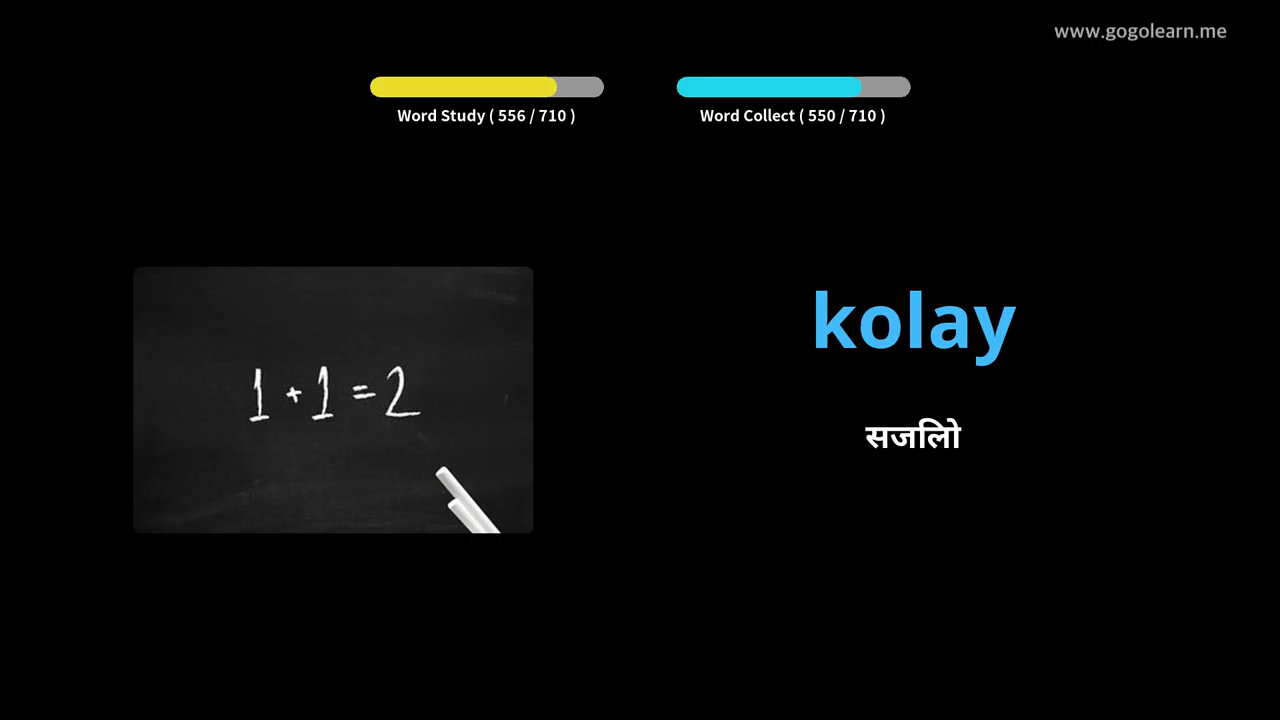 www.gogolearn.me
Word Study ( 556 / 710 )
Word Collect ( 550 / 710 )
kolay
1 + 1 = 2
सजिलो